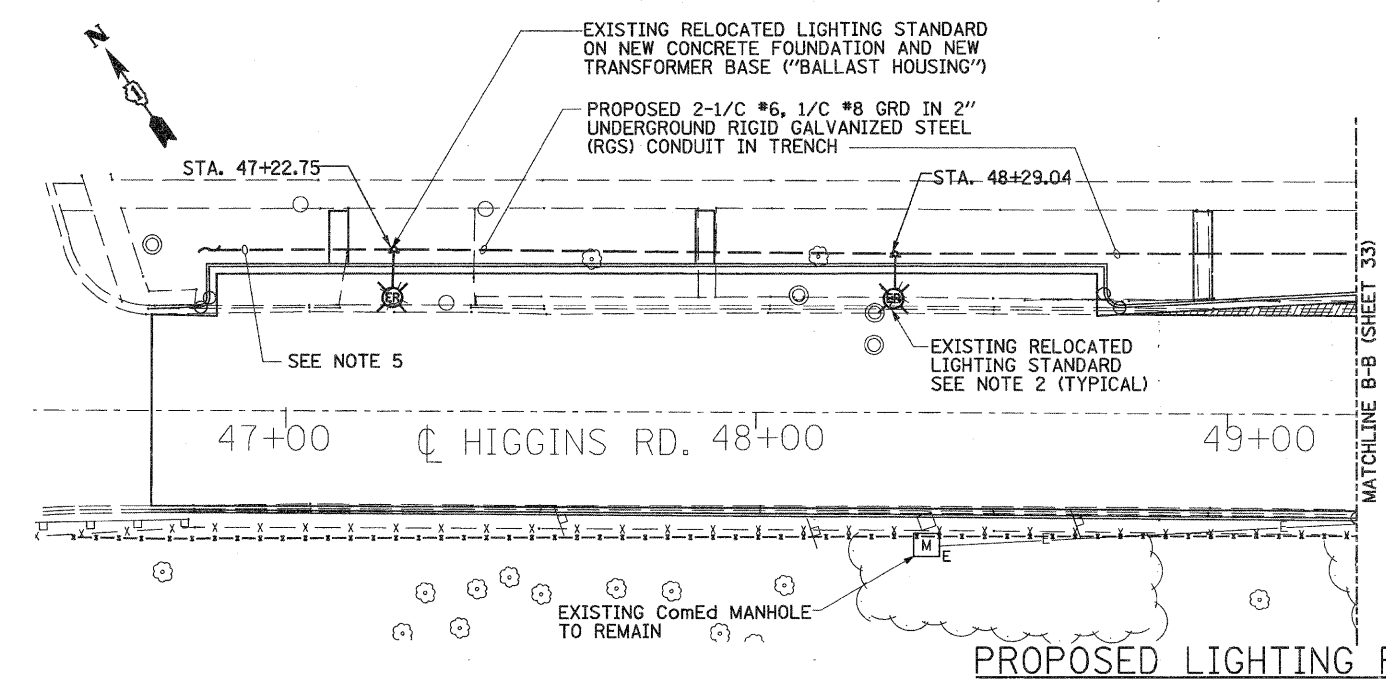 N
1
EXISTING RELOCATED LIGHTING STANDARD
ON NEW CONCRETE FOUNDATION AND NEW
TRANSFORMER BASE ("BALLAST HOUSING")
PROPOSED 2-1/C #6, 1/C #8 GRD IN 2"
UNDERGROUND RIGID GALVANIZED STEEL
(RGS) CONDUIT IN TRENCH
STA. 47+22.75
STA. 48+29.04
ER
ER
SEE NOTE 5
EXISTING RELOCATED
LIGHTING STANDARD
SEE NOTE 2 (TYPICAL)
MATCHLINE B-B (SHEET 33)
47+00
℄ HIGGINS RD.
48+00
49+00
M
E
E
E
EXISTING ComEd MANHOLE
TO REMAIN
PROPOSED LIGHTING